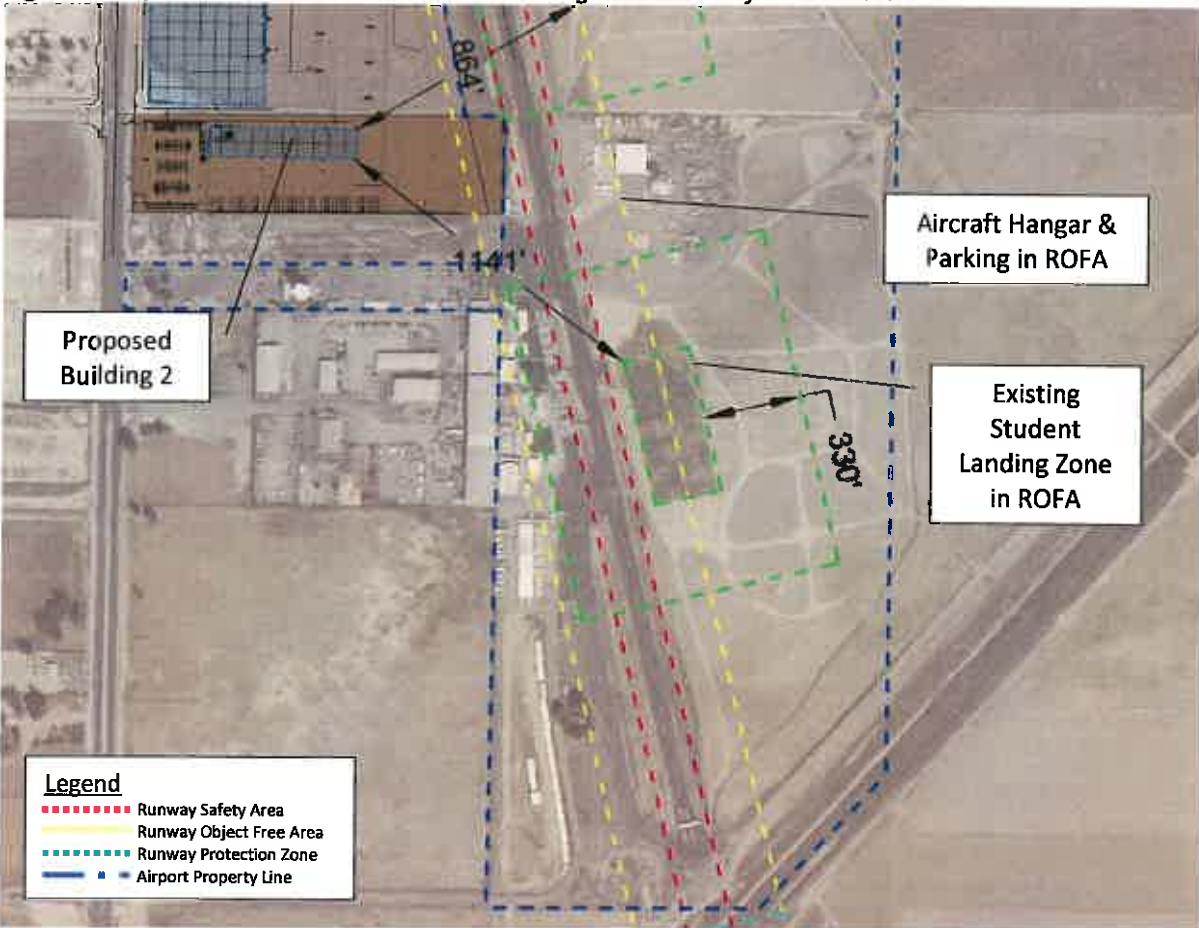 864'
Aircraft Hangar &
Parking in ROFA
1141'
Proposed
Building 2
Existing
Student
Landing Zone
in ROFA
330'
Legend
Runway Safety Area
Runway Object Free Area
Runway Protection Zone
Airport Property Line